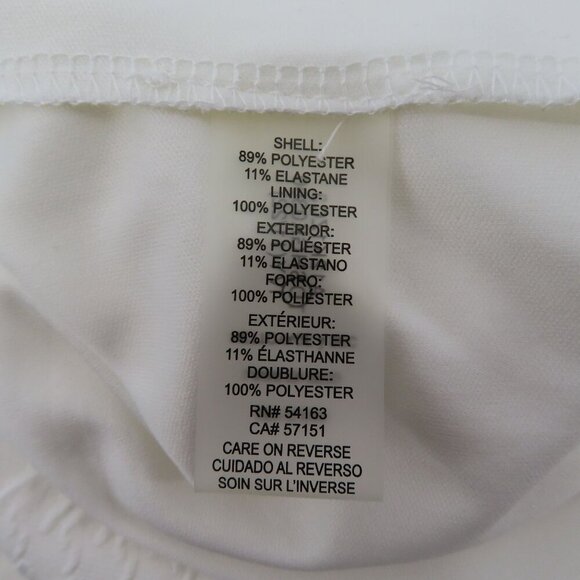 SHELL:
89% POLYESTER
11% ELASTANE
LINING:
100% POLYESTER
EXTERIOR:
89% POLIÉSTER
11% ELASTANO
FORRO:
100% POLIÉSTER
EXTÉRIEUR:
89% POLYESTER
11% ÉLASTHANNE
DOUBLURE:
100% POLYESTER
RN# 54163
CA# 57151
CARE ON REVERSE
CUIDADO AL REVERSO
SOIN SUR L'INVERSE